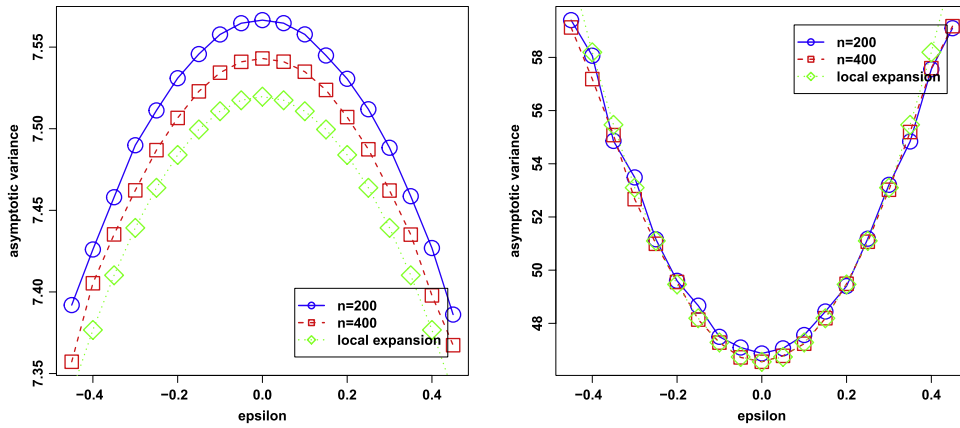 7.55
7.50
7.45
7.40
7.35
asymptotic variance
n=200
n=400
local expansion
−0.4
−0.2
0.0
0.2
0.4
epsilon
58
56
54
52
50
48
asymptotic variance
n=200
n=400
local expansion
−0.4
−0.2
0.0
0.2
0.4
epsilon